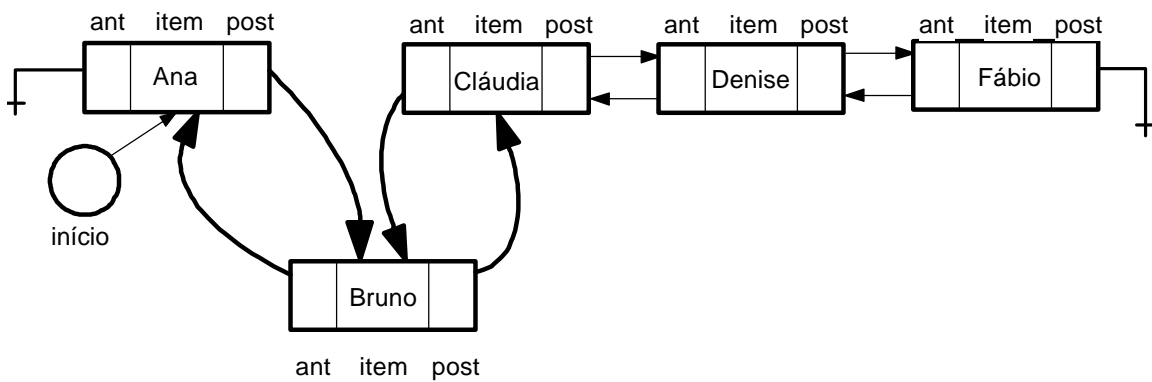 ant item post ant item post ant item post ant item post
Ana Cláudia Denise Fábio
início
Bruno
ant item post